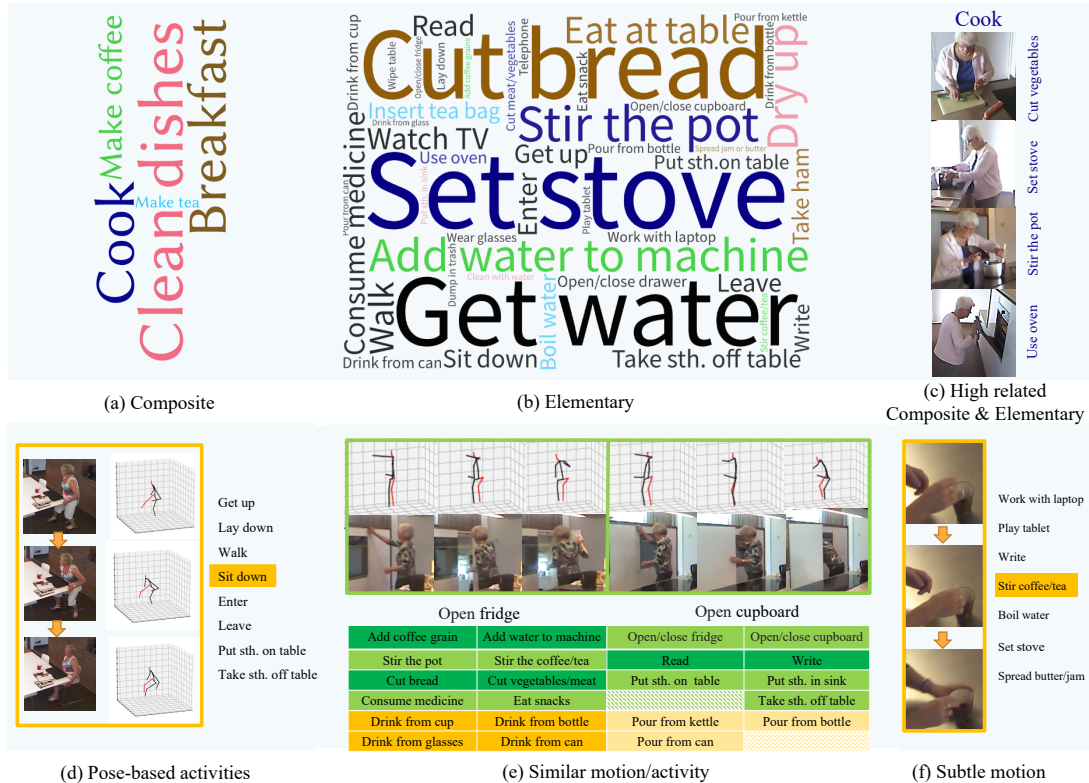 Make coffee
Cook
Clean dishes
Make tea
Breakfast
(a) Composite
Drink from cup
Read
Wipe table
Open/close fridge
Lay down
Add coffee grains
Cut bread
Cut meat/vegetables
Telephone
Eat at table
Eat snack
Pour from kettle
Drink from bottle
Dry up
Insert tea bag
Drink from glass
Watch TV
Open/close cupboard
Stir the pot
Use oven
Get up
Pour from bottle
Spread jam or butter
Put sth.on table
Consume medicine
Pour from can
Put sth. in sink
Set stove
Enter
Play tablet
Take ham
Wear glasses
Work with laptop
Add water to machine
Walk
Dump in trash
Clean with water
Open/close drawer
Leave
Get water
Boil water
Stir coffee/tea
Write
Drink from can
Sit down
Take sth. off table
(b) Elementary
Cook
Cut vegetables
Set stove
Stir the pot
Use oven
(c) High related
Composite & Elementary
Get up
Lay down
Walk
Sit down
Enter
Leave
Put sth. on table
Take sth. off table
(d) Pose-based activities
Open fridge Open cupboard
Add coffee grain Add water to machine Open/close fridge Open/close cupboard
Stir the pot Stir the coffee/tea Read Write
Cut bread Cut vegetables/meat Put sth. on table Put sth. in sink
Consume medicine Eat snacks Take sth. off table
Drink from cup Drink from bottle Pour from kettle Pour from bottle
Drink from glasses Drink from can Pour from can
(e) Similar motion/activity
Work with laptop
Play tablet
Write
Stir coffee/tea
Boil water
Set stove
Spread butter/jam
(f) Subtle motion